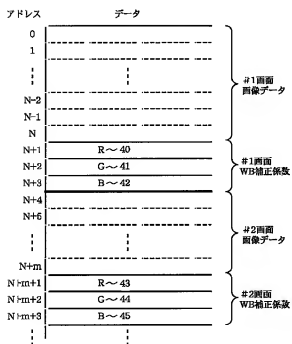 アドレス データ
0
1
#1画面
画像データ
N-2
N-1
N
N+1 R～40
N+2 G～41
N+3 B～42
#1画面
WB補正係数
N+4
N+5
#2画面
画像データ
N+m
N+m+1 R～43
N+m+2 G～44
N+m+3 B～45
#2画面
WB補正係数